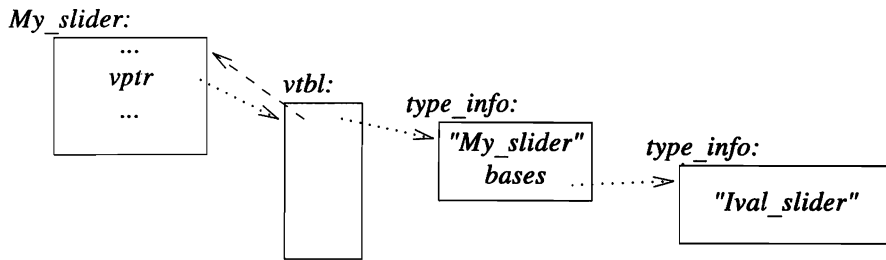 My_slider:
...
vptr
...
vtbl:
type_info:
"My_slider"
bases
type_info:
"Ival_slider"